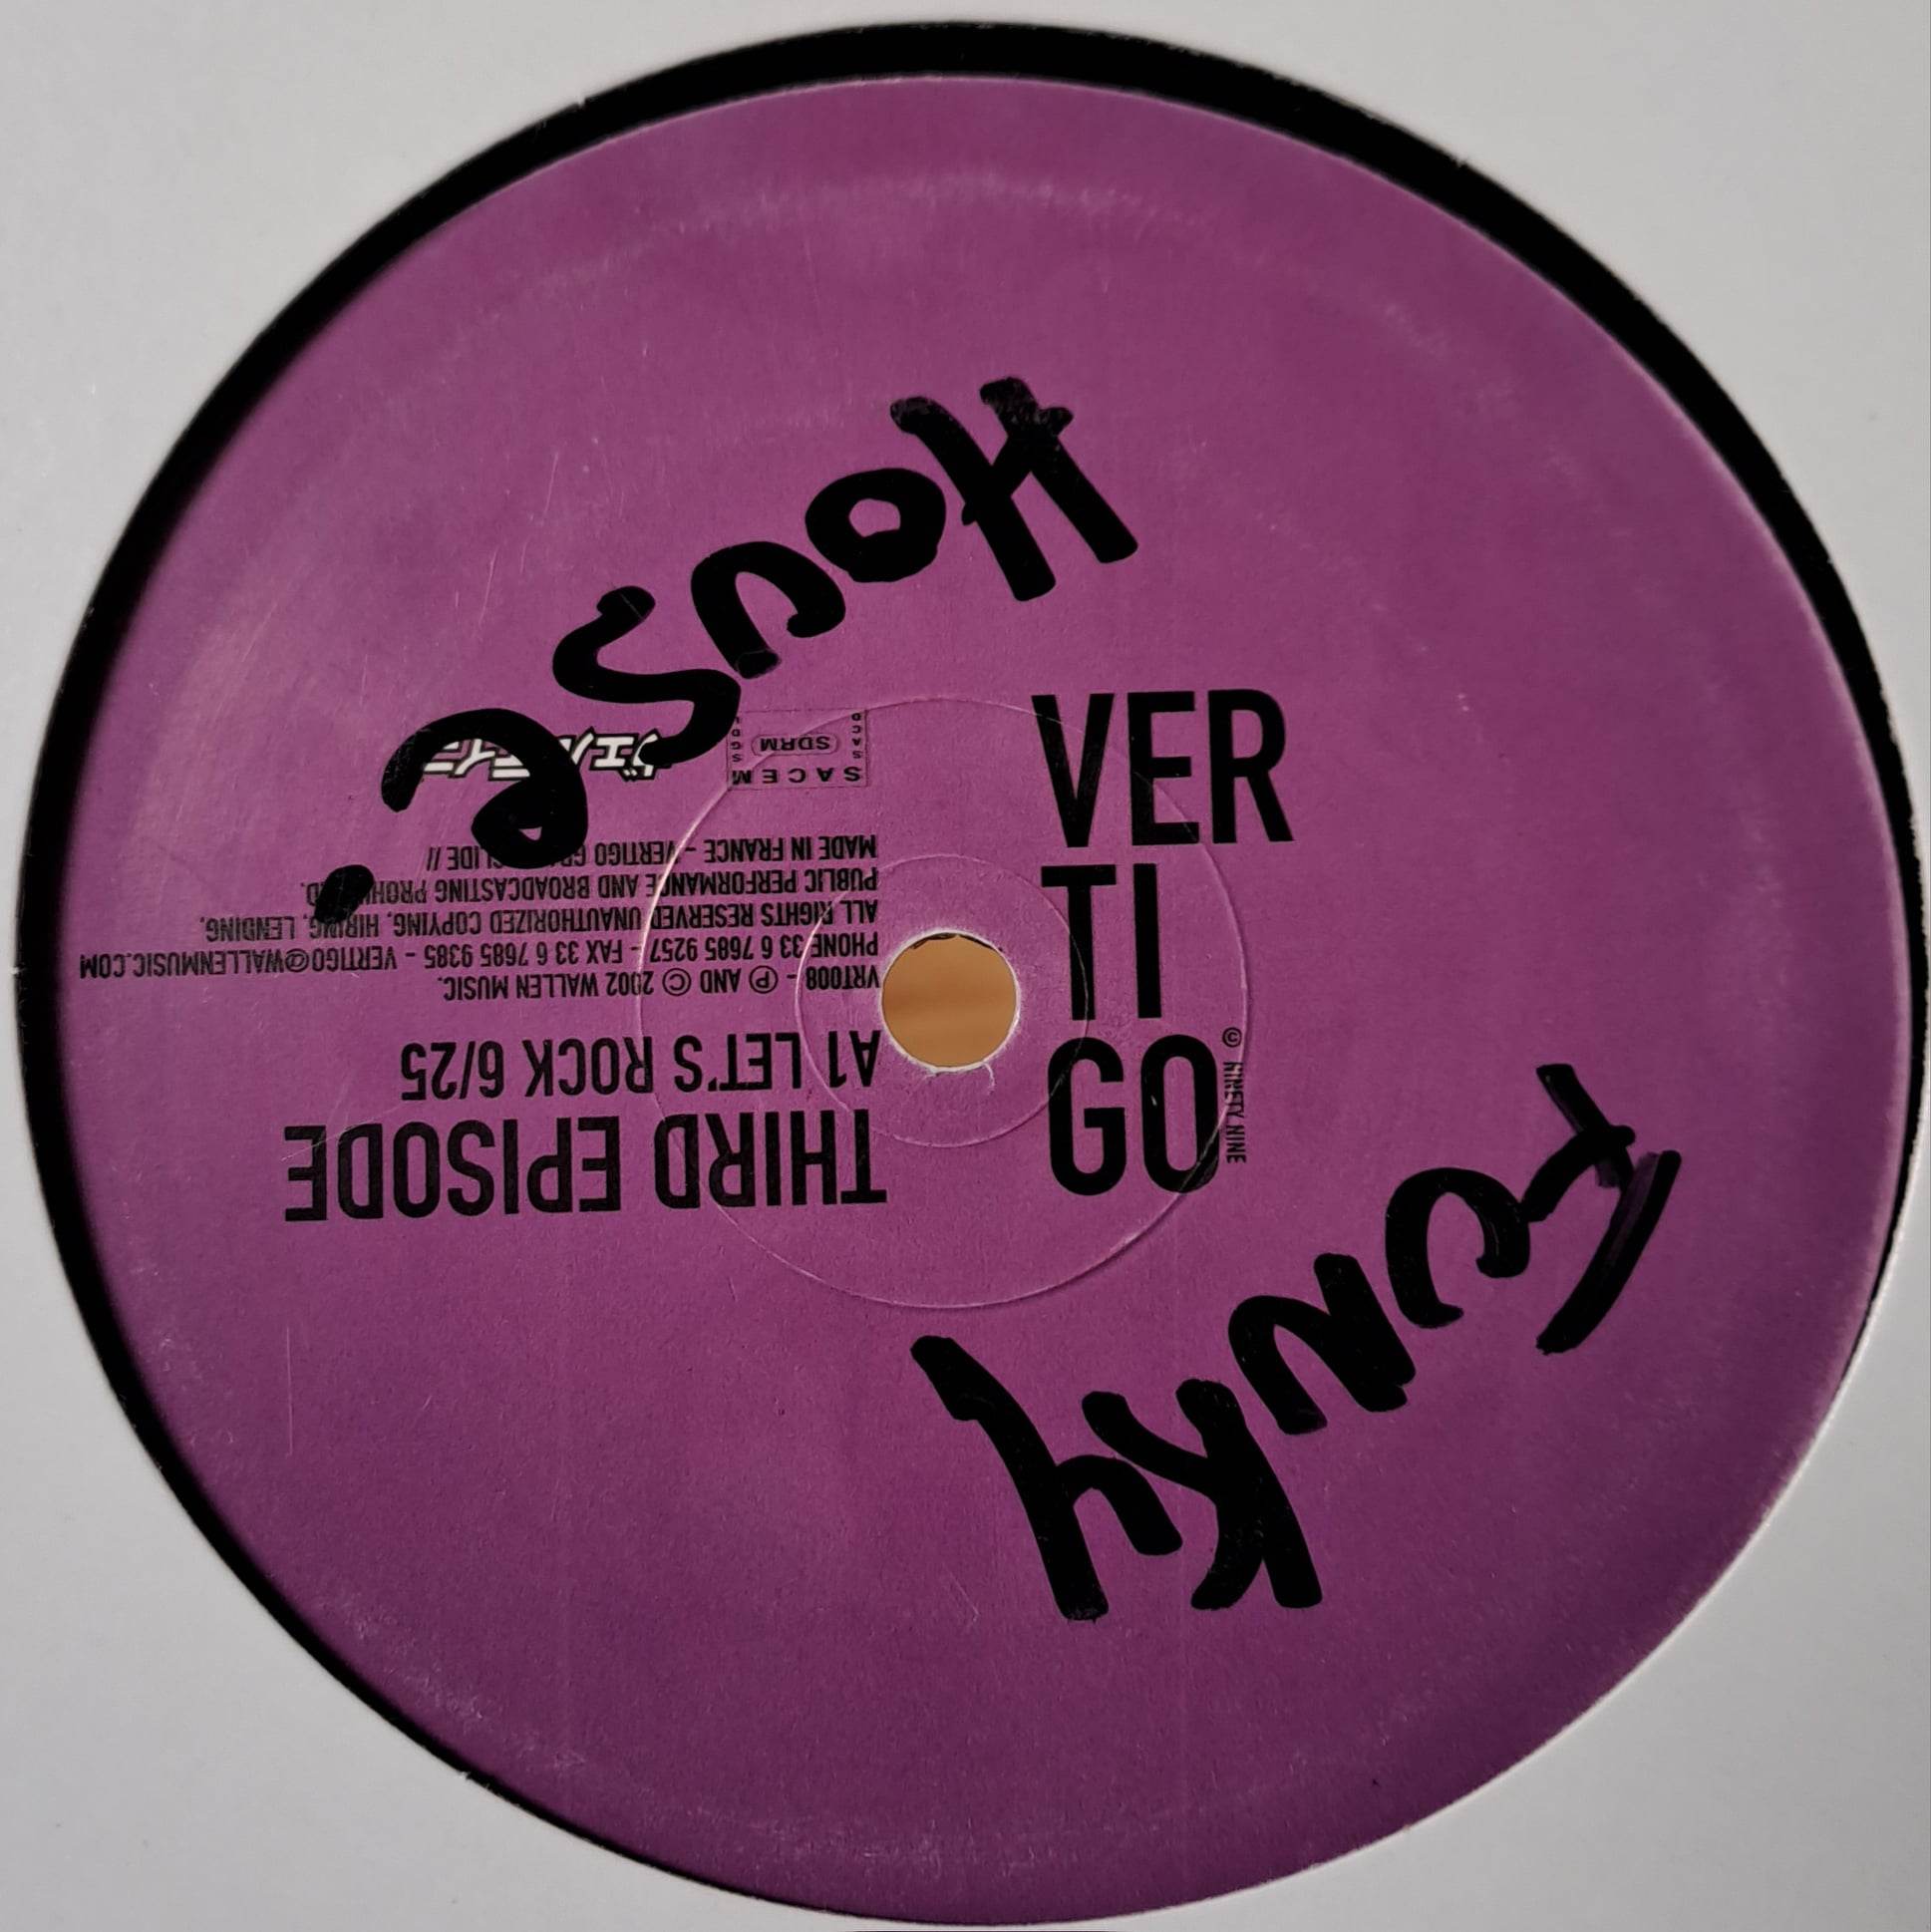 VER
TI
GO
© NINETY NINE
THIRD EPISODE
A1 LET'S ROCK 6/25
VRT008 - Ⓟ AND © 2002 WALLEN MUSIC.
PHONE 33 6 7685 9257 - FAX 33 6 7685 9385 - VERTIGO@WALLENMUSIC.COM
ALL RIGHTS RESERVED UNAUTHORIZED COPYING, HIRING, LENDING,
PUBLIC PERFORMANCE AND BROADCASTING
MADE IN FRANCE - VERTIGO //
SACEM
SDRM
SACD
SGDL
Funky
House.